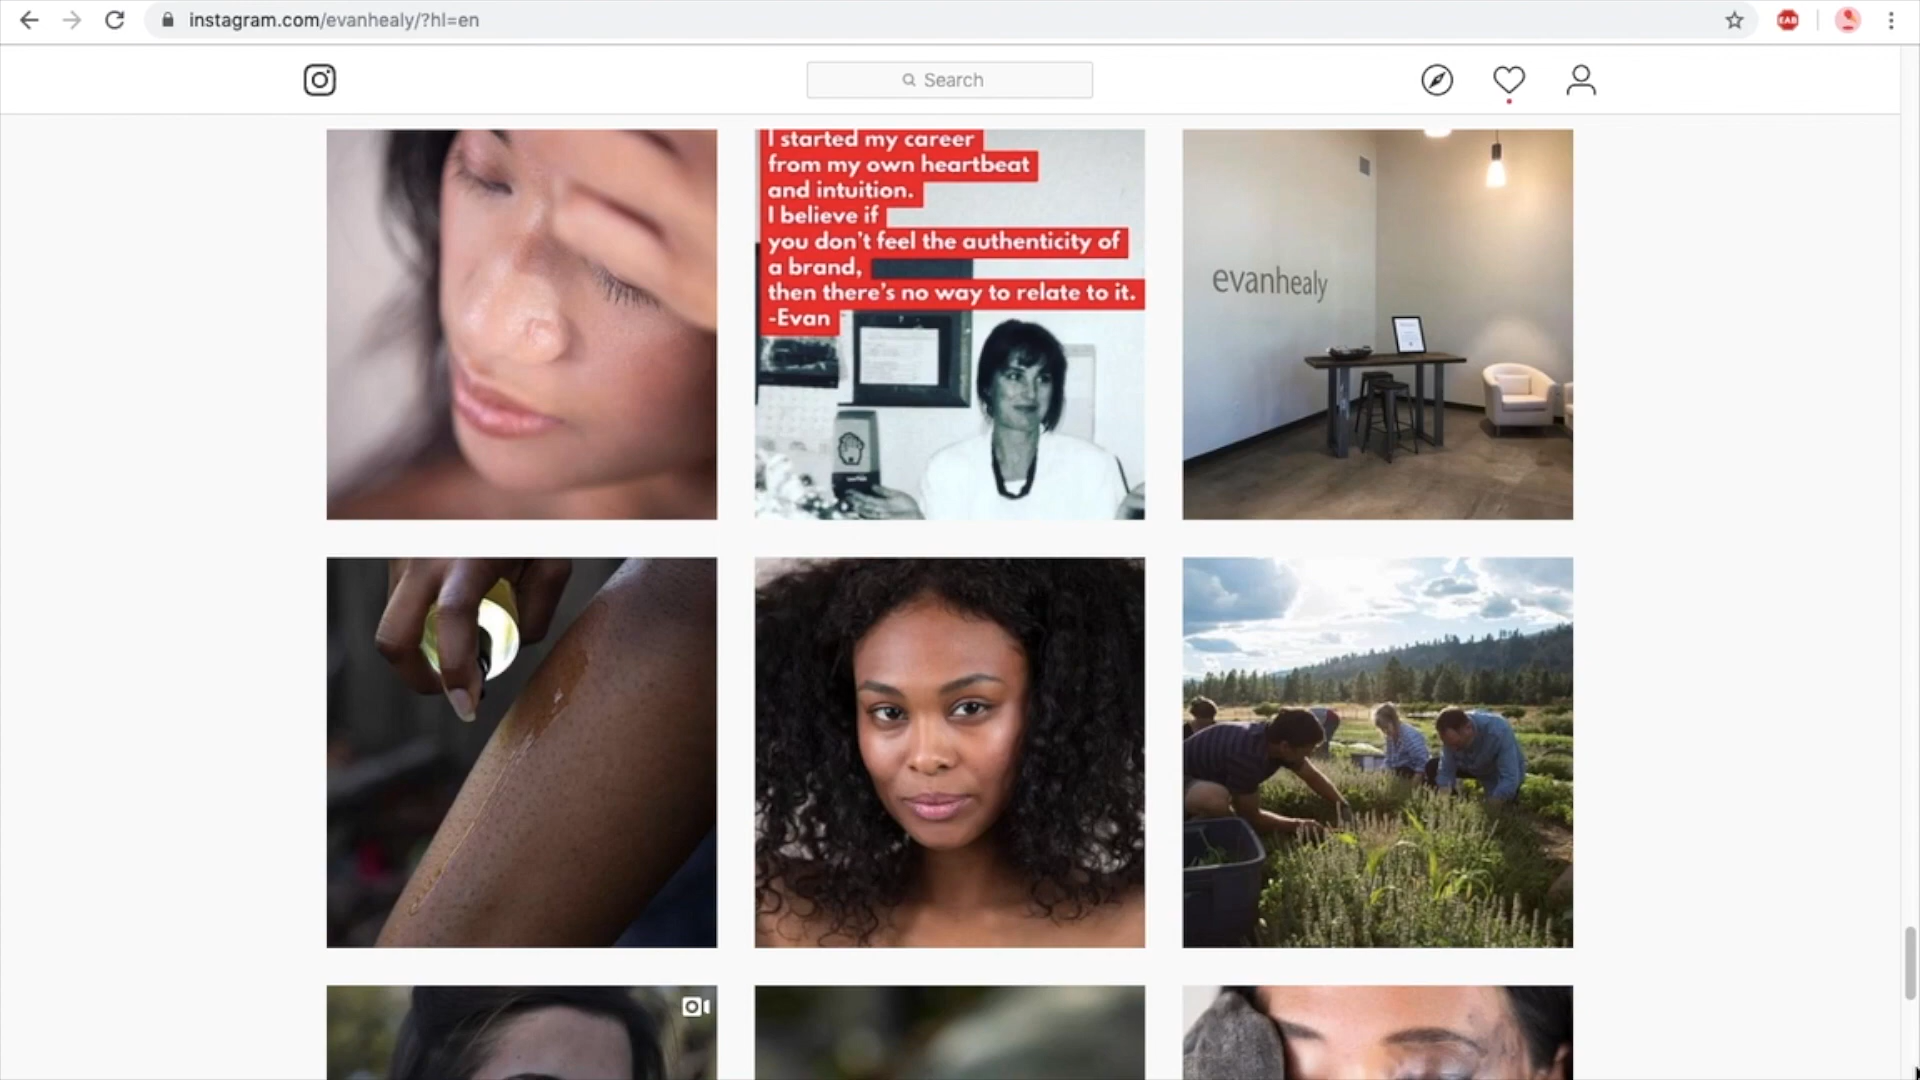 instagram.com/evanhealy/?hl=en
EAB
Search
I started my career
from my own heartbeat
and intuition.
I believe if
you don't feel the authenticity of
a brand,
then there's no way to relate to it.
-Evan
evanhealy